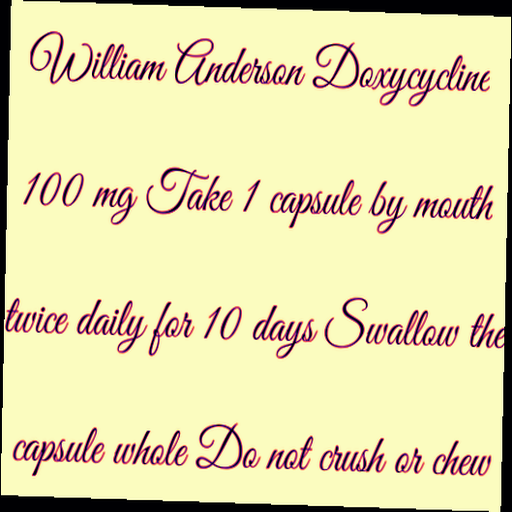 William Anderson Doxycycline
100 mg Take 1 capsule by mouth
twice daily for 10 days Swallow the
capsule whole Do not crush or chew